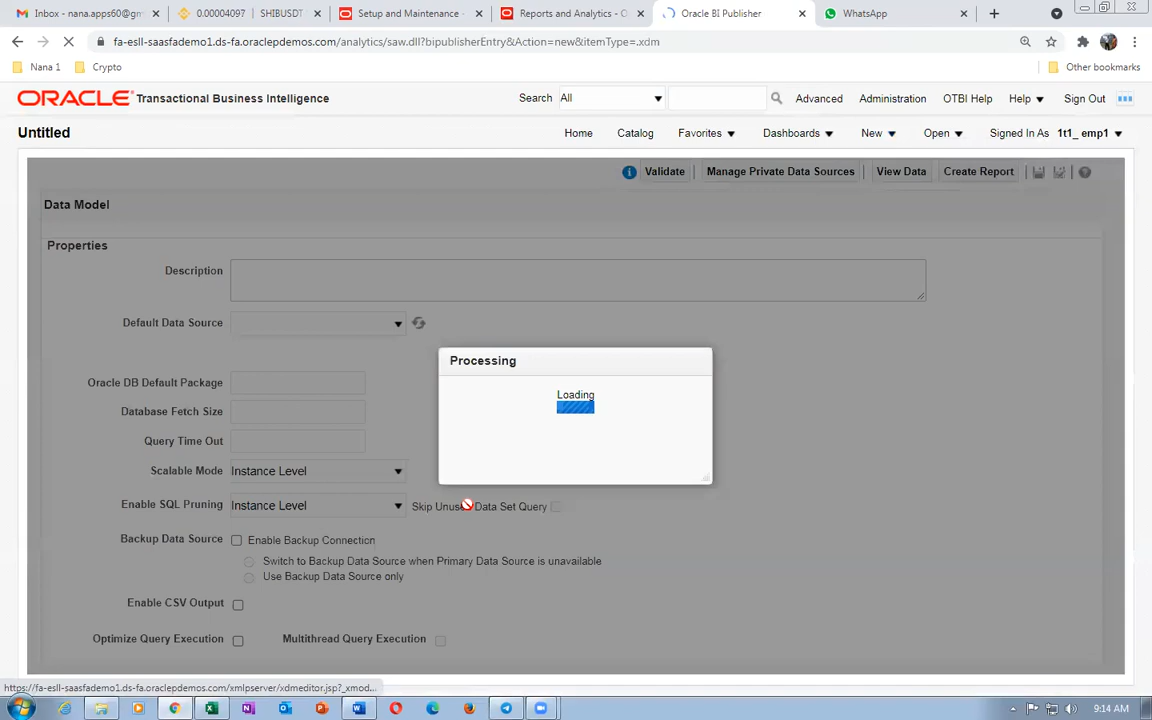 Inbox - nana.apps60@gm
0.00004097 | SHIBUSDT
Setup and Maintenance -
Reports and Analytics - O
Oracle BI Publisher
WhatsApp
fa-esll-saasfademo1.ds-fa.oraclepdemos.com/analytics/saw.dll?bipublisherEntry&Action=new&itemType=.xdm
Nana 1
Crypto
Other bookmarks
ORACLE Transactional Business Intelligence
Search All
Advanced Administration OTBI Help Help Sign Out
Untitled
Home Catalog Favorites Dashboards New Open Signed In As 1t1_ emp1
Validate Manage Private Data Sources View Data Create Report
Data Model
Properties
Description
Default Data Source
Oracle DB Default Package
Database Fetch Size
Query Time Out
Scalable Mode Instance Level
Enable SQL Pruning Instance Level Skip Unused Data Set Query
Backup Data Source Enable Backup Connection
Switch to Backup Data Source when Primary Data Source is unavailable
Use Backup Data Source only
Enable CSV Output
Optimize Query Execution Multithread Query Execution
Processing
Loading
https://fa-esll-saasfademo1.ds-fa.oraclepdemos.com/xmlpserver/xdmeditor.jsp?_xmod...
9:14 AM